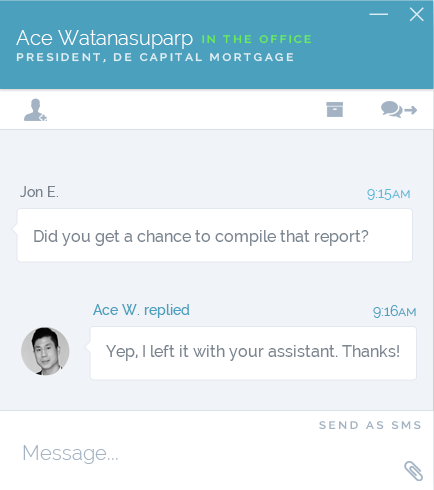 Ace Watanasuparp IN THE OFFICE
PRESIDENT, DE CAPITAL MORTGAGE
Jon E. 9:15AM
Did you get a chance to compile that report?
Ace W. replied 9:16AM
Yep, I left it with your assistant. Thanks!
SEND AS SMS
Message...